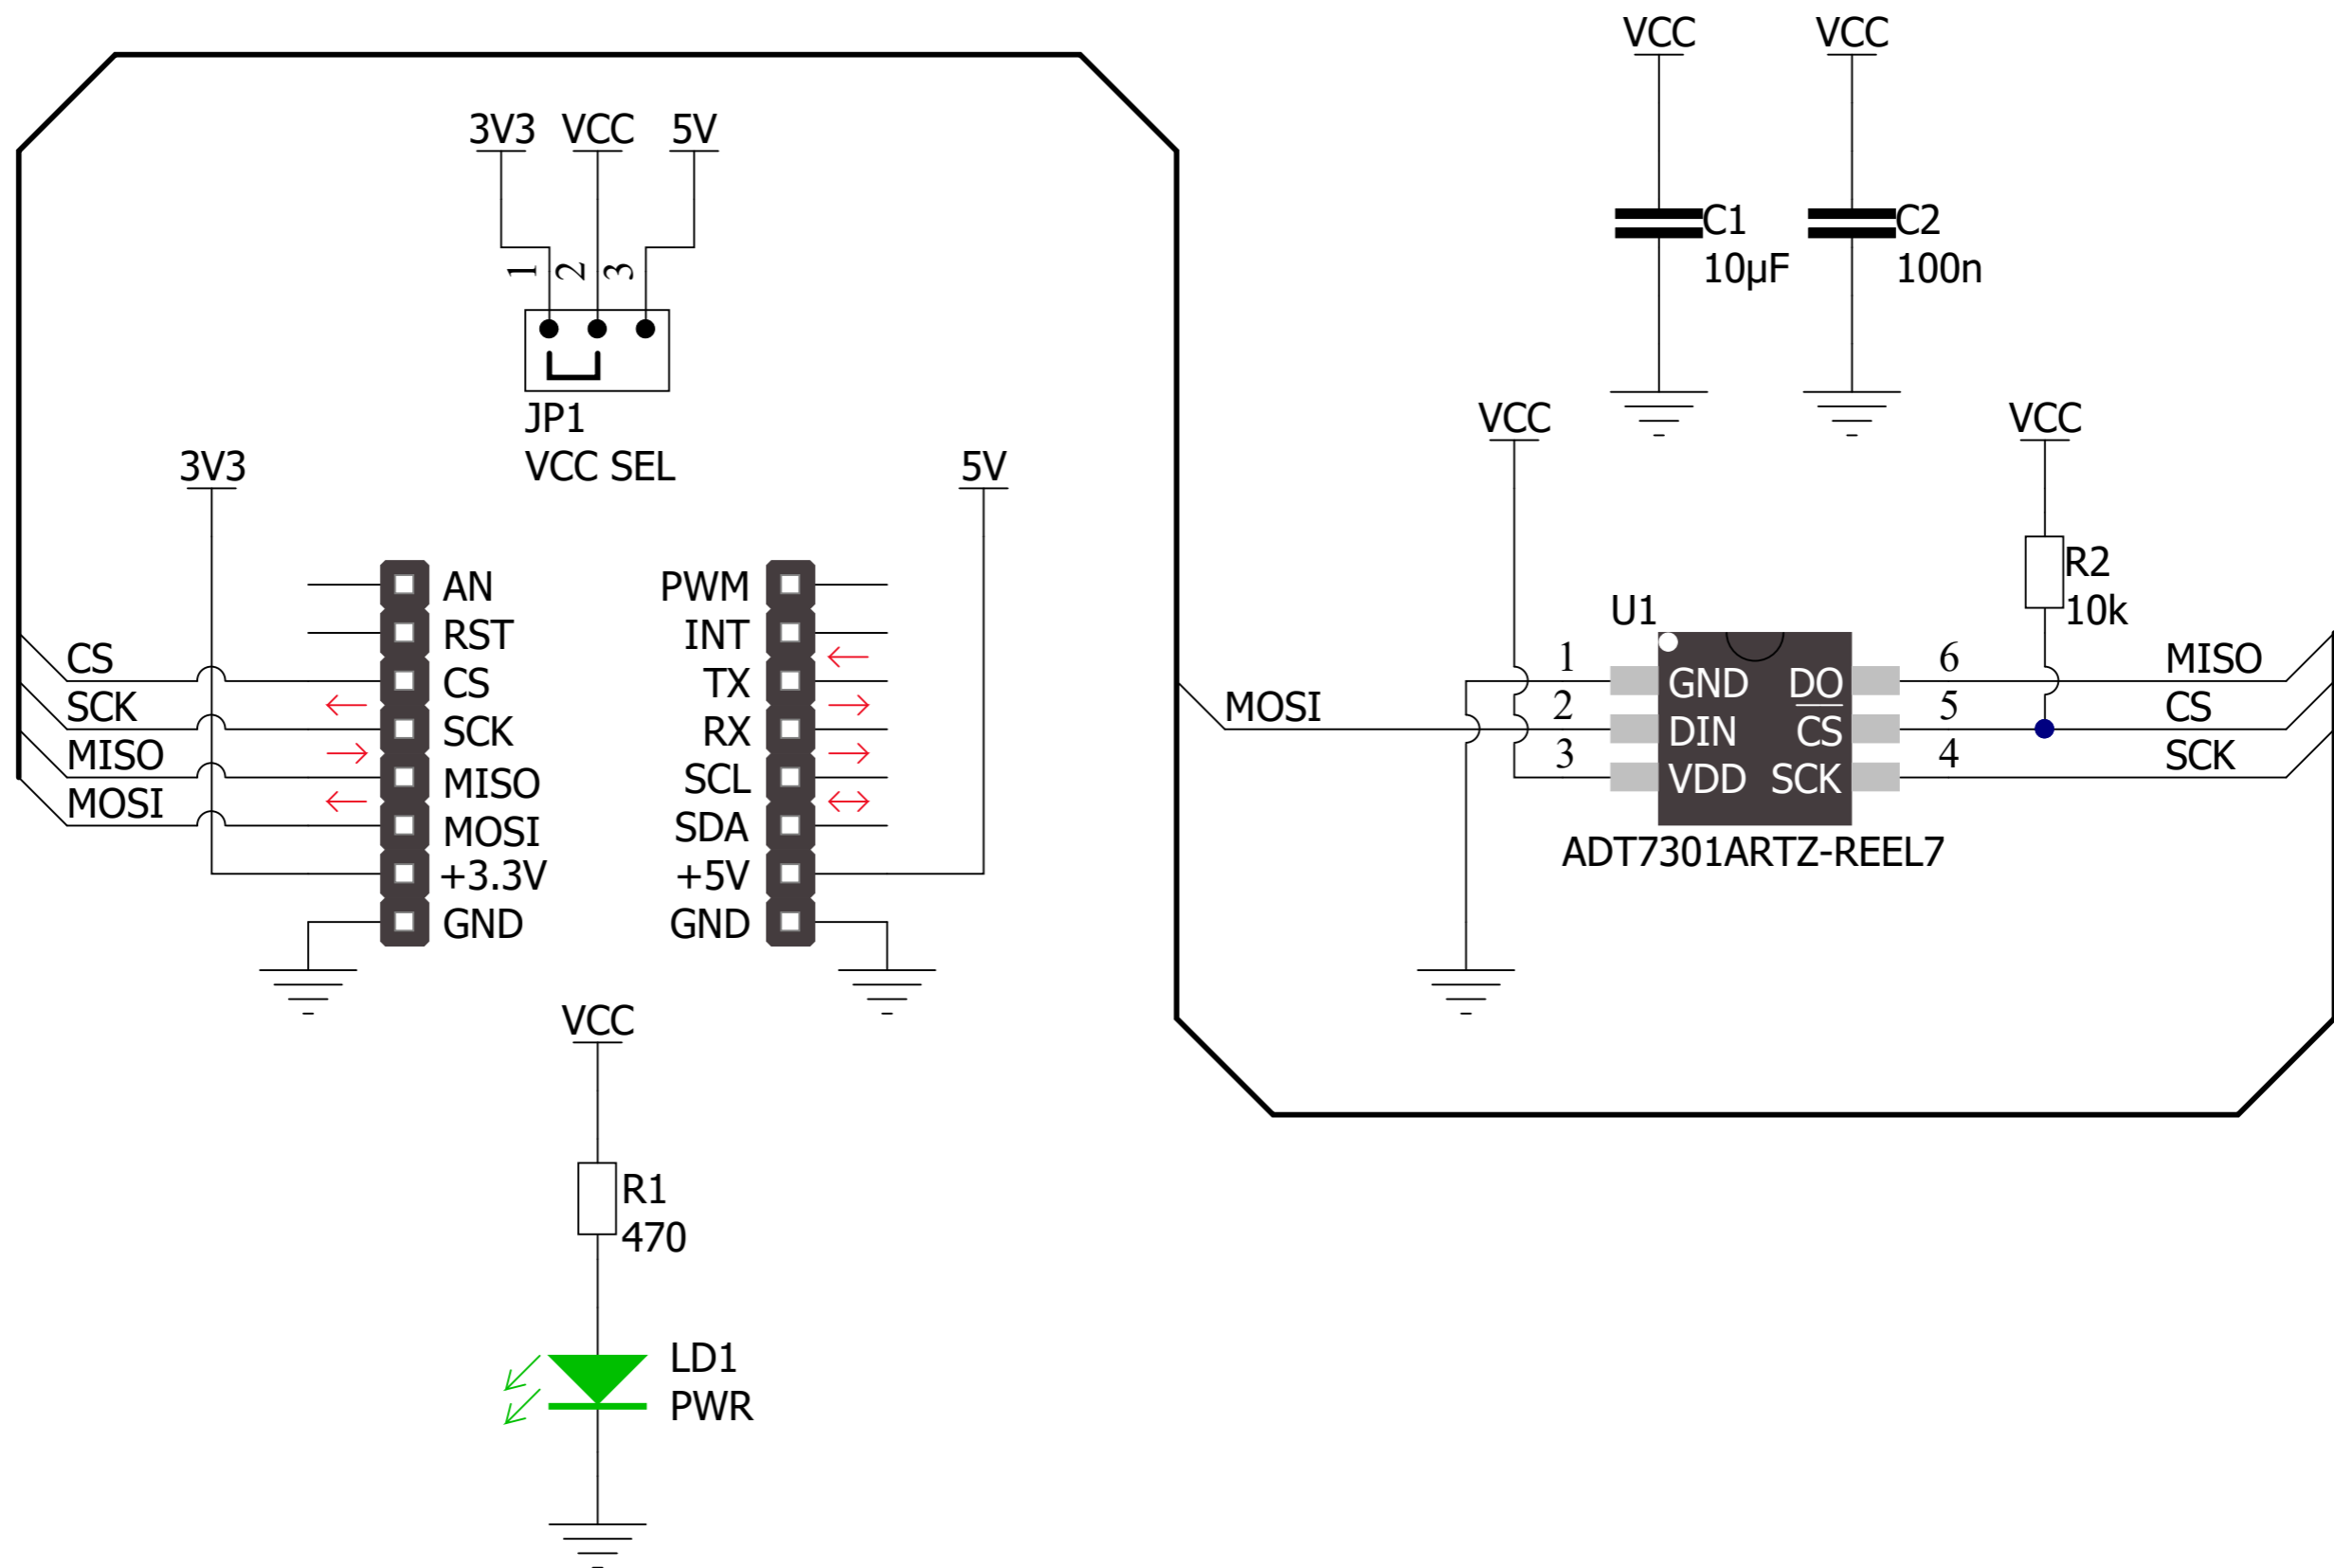 VCC VCC
3V3 VCC 5V
1 2 3
C1
10µF
C2
100n
JP1
VCC SEL
3V3
5V
VCC
VCC
AN
RST
CS
SCK
MISO
MOSI
+3.3V
GND
PWM
INT
TX
RX
SCL
SDA
+5V
GND
CS
SCK
MISO
MOSI
R2
10k
U1
MOSI
1
2
3
GND
DIN
VDD
DO
CS
SCK
6
5
4
MISO
CS
SCK
ADT7301ARTZ-REEL7
VCC
R1
470
LD1
PWR